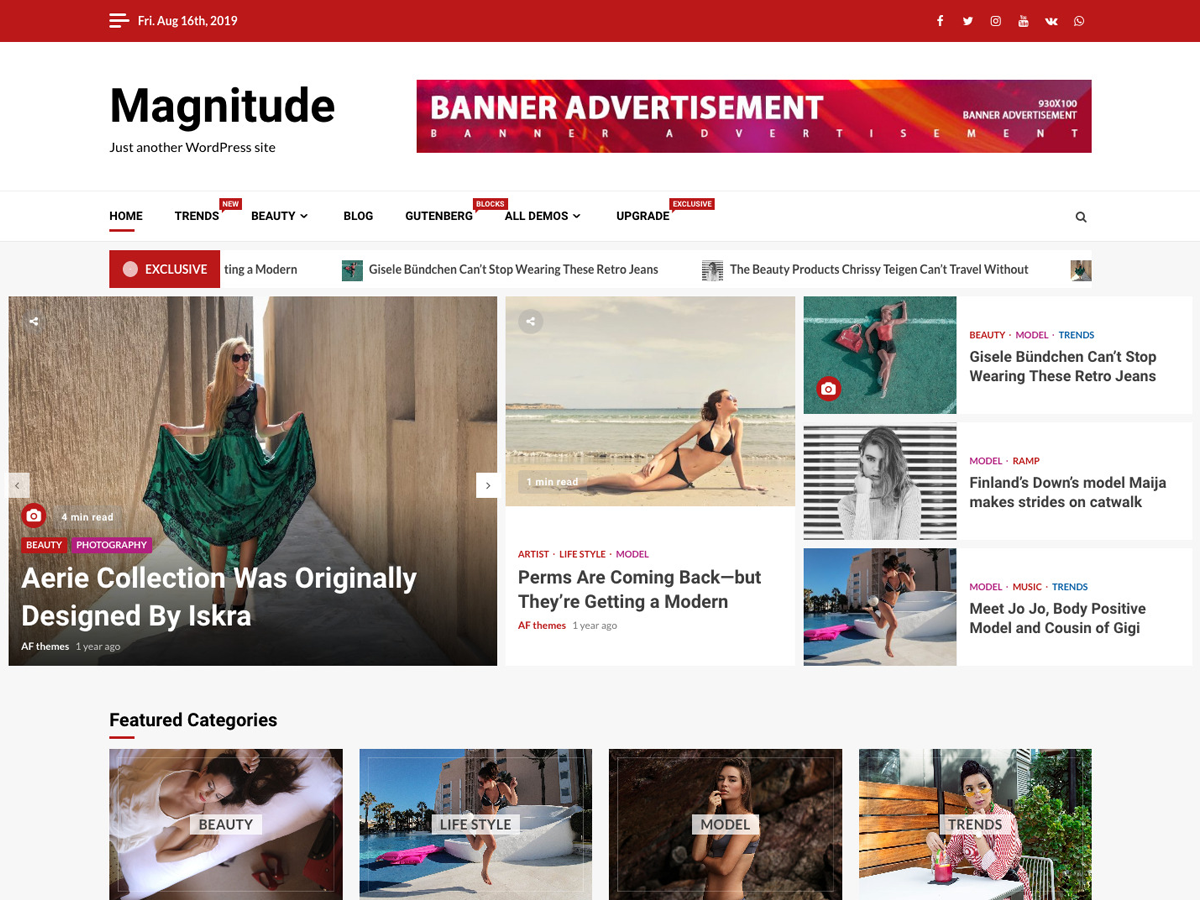 Fri. Aug 16th, 2019
Magnitude
Just another WordPress site
BANNER ADVERTISEMENT
BANNER ADVERTISEMENT
930X100
BANNER ADVERTISEMENT
HOME
TRENDS
NEW
BEAUTY
BLOG
GUTENBERG
BLOCKS
ALL DEMOS
UPGRADE
EXCLUSIVE
EXCLUSIVE
ting a Modern
Gisele Bündchen Can’t Stop Wearing These Retro Jeans
The Beauty Products Chrissy Teigen Can’t Travel Without
4 min read
BEAUTY PHOTOGRAPHY
Aerie Collection Was Originally
Designed By Iskra
AF themes 1 year ago
1 min read
ARTIST · LIFE STYLE · MODEL
Perms Are Coming Back—but
They’re Getting a Modern
AF themes 1 year ago
BEAUTY · MODEL · TRENDS
Gisele Bündchen Can’t Stop
Wearing These Retro Jeans
MODEL · RAMP
Finland’s Down’s model Maija
makes strides on catwalk
MODEL · MUSIC · TRENDS
Meet Jo Jo, Body Positive
Model and Cousin of Gigi
Featured Categories
BEAUTY
LIFE STYLE
MODEL
TRENDS